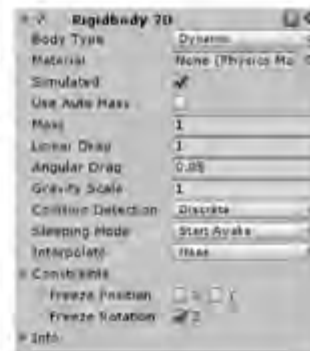 Rigidbody 2D
Body Type Dynamic
Material None (Physics Ma
Simulated
Use Auto Mass
Mass 1
Linear Drag 1
Angular Drag 0.05
Gravity Scale 1
Collision Detection Discrete
Sleeping Mode Start Awake
Interpolate None
Constraints
Freeze Position X Y
Freeze Rotation Z
Info